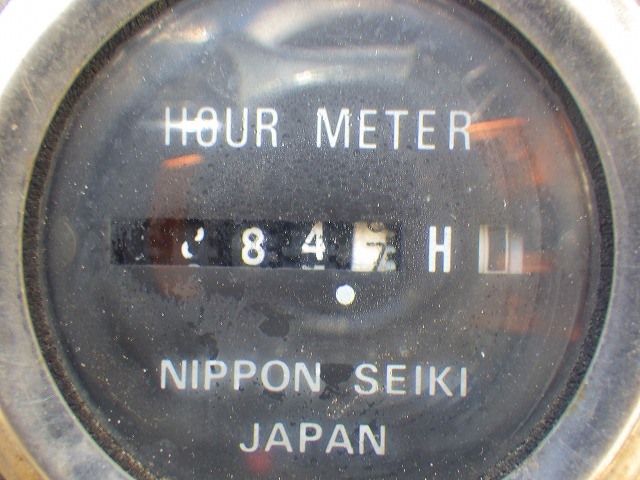 HOUR METER
84 H
NIPPON SEIKI
JAPAN